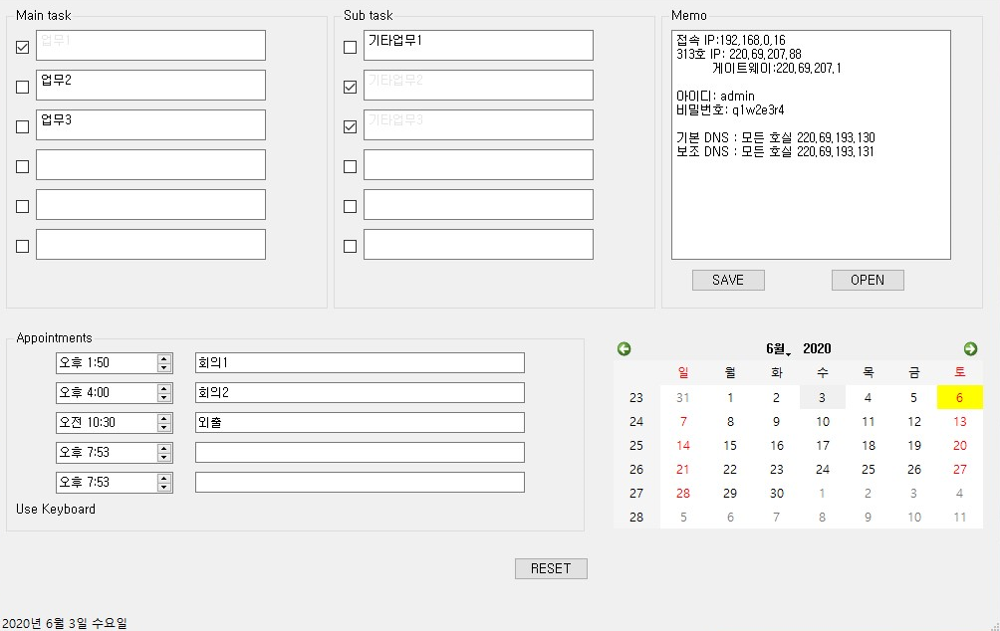 Main task
업무1
업무2
업무3
Sub task
기타업무1
기타업무2
기타업무3
Memo
접속 IP:192,168,0,16
313호 IP: 220,69,207,88
게이트웨이:220,69,207,1
아이디: admin
비밀번호: q1w2e3r4
기본 DNS : 모든 호실 220,69,193,130
보조 DNS : 모든 호실 220,69,193,131
SAVE OPEN
Appointments
오후 1:50 회의1
오후 4:00 회의2
오전 10:30 외출
오후 7:53
오후 7:53
Use Keyboard
6월, 2020
일 월 화 수 목 금 토
23 31 1 2 3 4 5 6
24 7 8 9 10 11 12 13
25 14 15 16 17 18 19 20
26 21 22 23 24 25 26 27
27 28 29 30 1 2 3 4
28 5 6 7 8 9 10 11
RESET
2020년 6월 3일 수요일